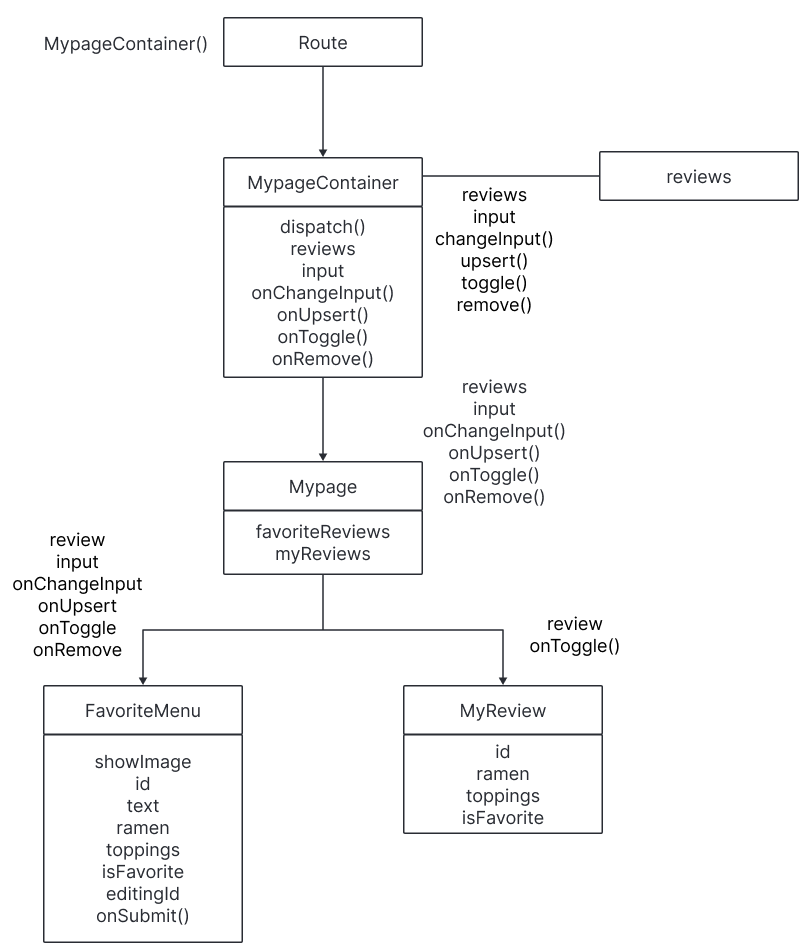 MypageContainer()
Route
MypageContainer
reviews
dispatch()
reviews
input
onChangeInput()
onUpsert()
onToggle()
onRemove()
reviews
input
changeInput()
upsert()
toggle()
remove()
reviews
input
onChangeInput()
onUpsert()
onToggle()
onRemove()
Mypage
favoriteReviews
myReviews
review
input
onChangeInput
onUpsert
onToggle
onRemove
review
onToggle()
FavoriteMenu
showImage
id
text
ramen
toppings
isFavorite
editingId
onSubmit()
MyReview
id
ramen
toppings
isFavorite